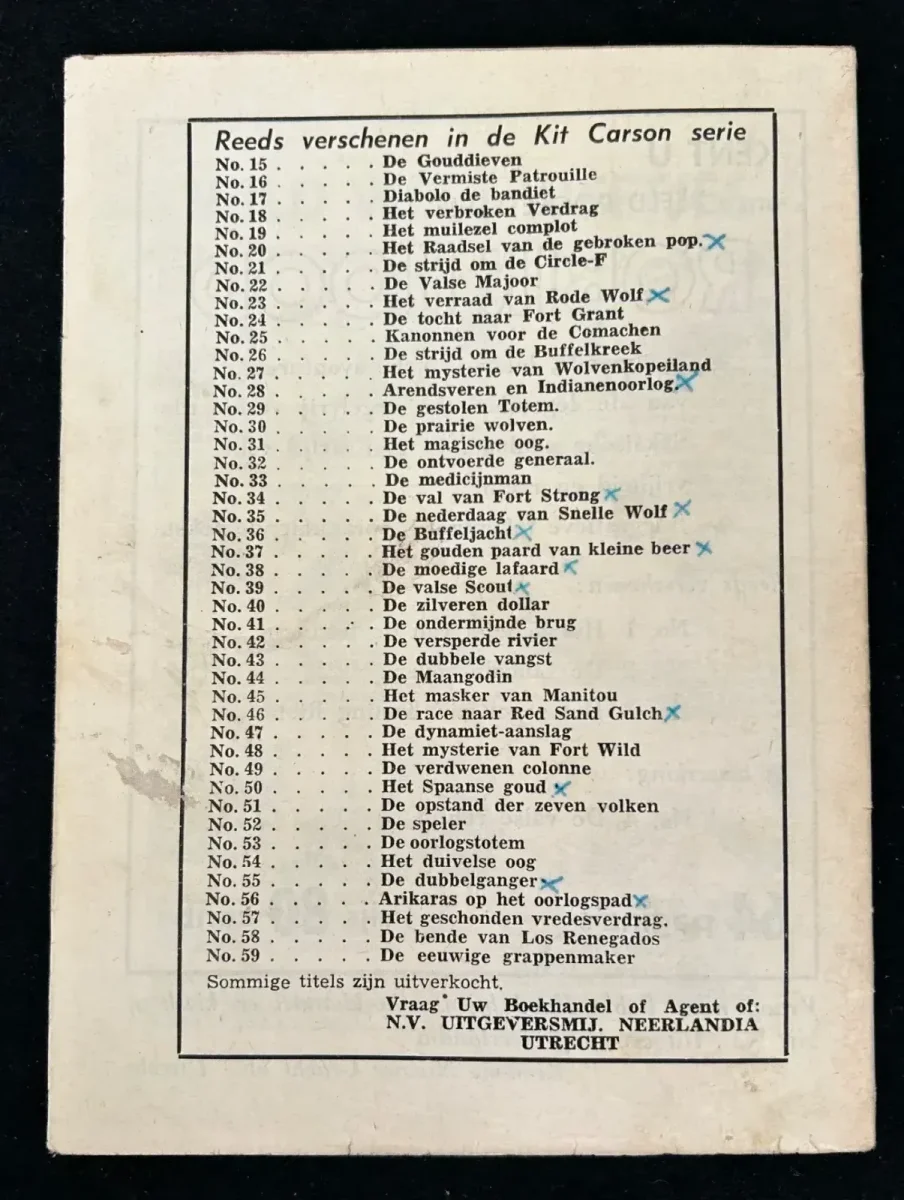 Reeds verschenen in de Kit Carson serie
No. 15 . . . . . De Gouddieven
No. 16 . . . . . De Vermiste Patrouille
No. 17 . . . . . Diabolo de bandiet
No. 18 . . . . . Het verbroken Verdrag
No. 19 . . . . . Het muilezel complot
No. 20 . . . . . Het Raadsel van de gebroken pop.
No. 21 . . . . . De strijd om de Circle-F
No. 22 . . . . . De Valse Majoor
No. 23 . . . . . Het verraad van Rode Wolf
No. 24 . . . . . De tocht naar Fort Grant
No. 25 . . . . . Kanonnen voor de Comachen
No. 26 . . . . . De strijd om de Buffelkreek
No. 27 . . . . . Het mysterie van Wolvenkopeiland
No. 28 . . . . . Arendsveren en Indianenoorlog.
No. 29 . . . . . De gestolen Totem.
No. 30 . . . . . De prairie wolven.
No. 31 . . . . . Het magische oog.
No. 32 . . . . . De ontvoerde generaal.
No. 33 . . . . . De medicijnman
No. 34 . . . . . De val van Fort Strong
No. 35 . . . . . De nederdaag van Snelle Wolf
No. 36 . . . . . De Buffeljacht
No. 37 . . . . . Het gouden paard van kleine beer
No. 38 . . . . . De moedige lafaard
No. 39 . . . . . De valse Scout
No. 40 . . . . . De zilveren dollar
No. 41 . . . . . De ondermijnde brug
No. 42 . . . . . De versperde rivier
No. 43 . . . . . De dubbele vangst
No. 44 . . . . . De Maangodin
No. 45 . . . . . Het masker van Manitou
No. 46 . . . . . De race naar Red Sand Gulch
No. 47 . . . . . De dynamiet-aanslag
No. 48 . . . . . Het mysterie van Fort Wild
No. 49 . . . . . De verdwenen colonne
No. 50 . . . . . Het Spaanse goud
No. 51 . . . . . De opstand der zeven volken
No. 52 . . . . . De speler
No. 53 . . . . . De oorlogstotem
No. 54 . . . . . Het duivelse oog
No. 55 . . . . . De dubbelganger
No. 56 . . . . . Arikaras op het oorlogspad
No. 57 . . . . . Het geschonden vredesverdrag.
No. 58 . . . . . De bende van Los Renegados
No. 59 . . . . . De eeuwige grappenmaker
Sommige titels zijn uitverkocht.
Vraag Uw Boekhandel of Agent of:
N.V. UITGEVERSMIJ. NEERLANDIA
UTRECHT